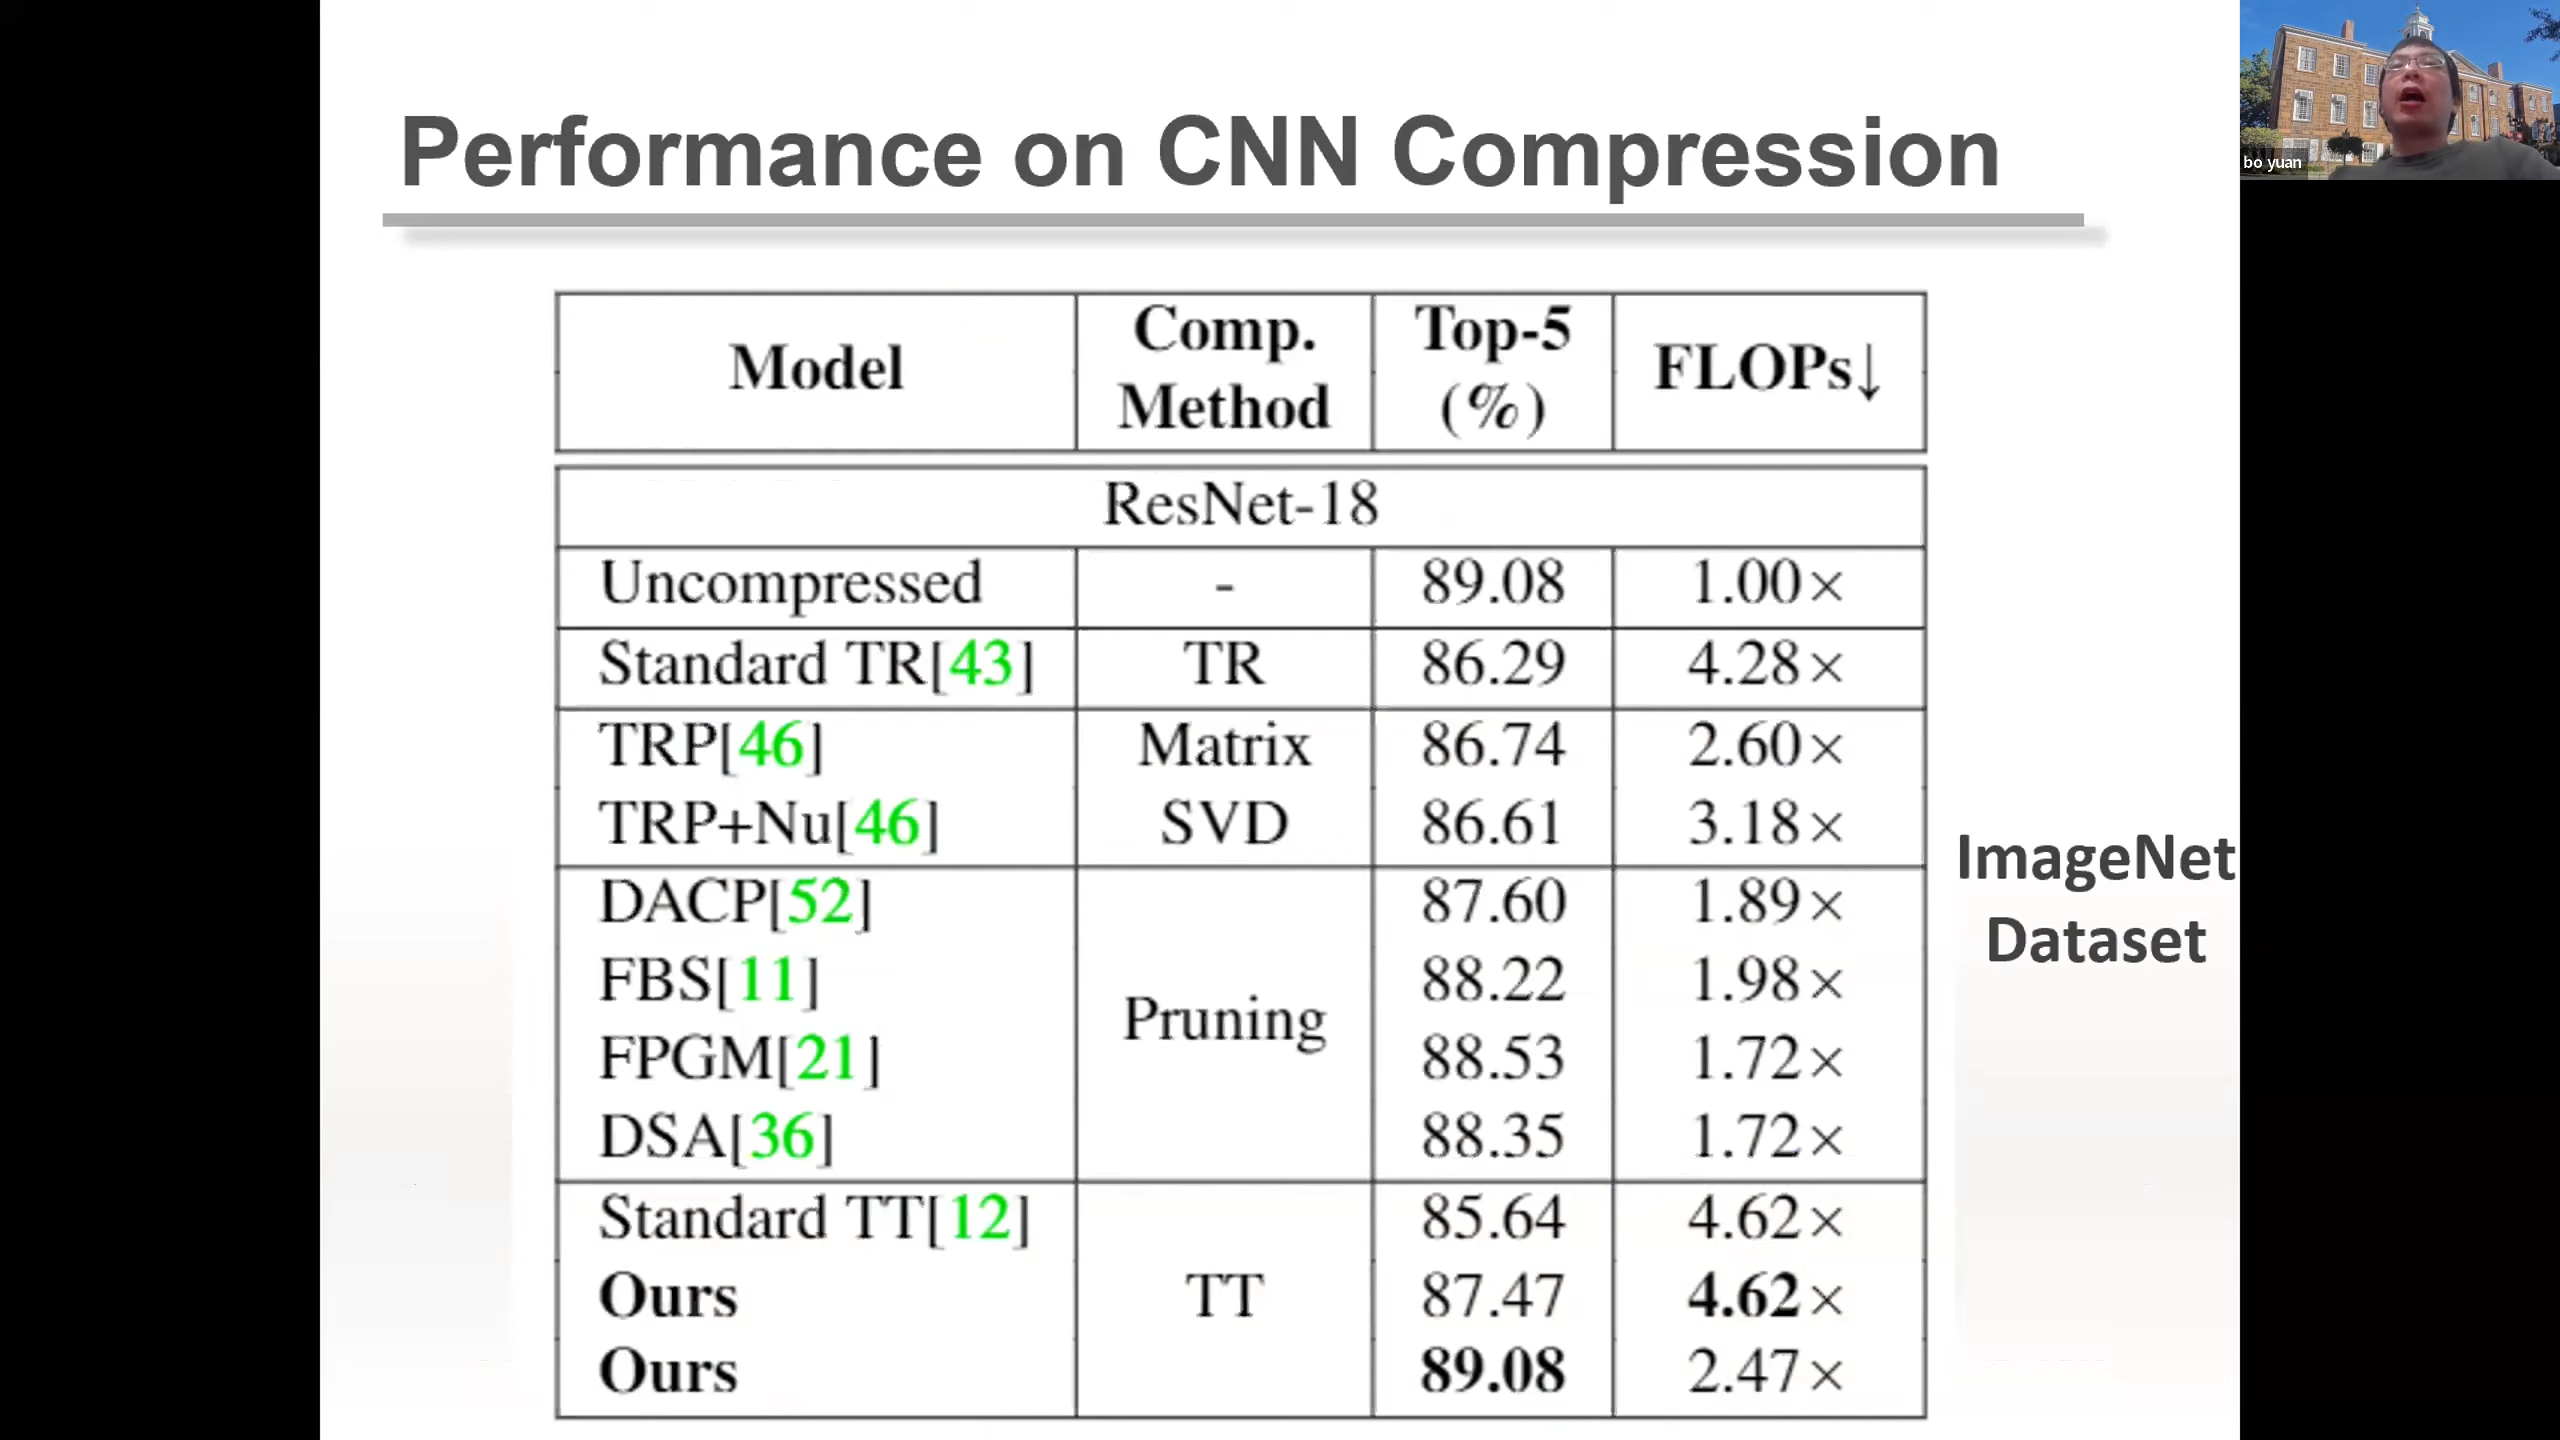 Performance on CNN Compression
bo yuan
Model Comp. Method Top-5 (%) FLOPs↓
ResNet-18
Uncompressed - 89.08 1.00×
Standard TR[43] TR 86.29 4.28×
TRP[46] Matrix 86.74 2.60×
TRP+Nu[46] SVD 86.61 3.18×
DACP[52] 87.60 1.89×
FBS[11] 88.22 1.98×
Pruning
FPGM[21] 88.53 1.72×
DSA[36] 88.35 1.72×
Standard TT[12] 85.64 4.62×
Ours TT 87.47 4.62×
Ours 89.08 2.47×
ImageNet
Dataset